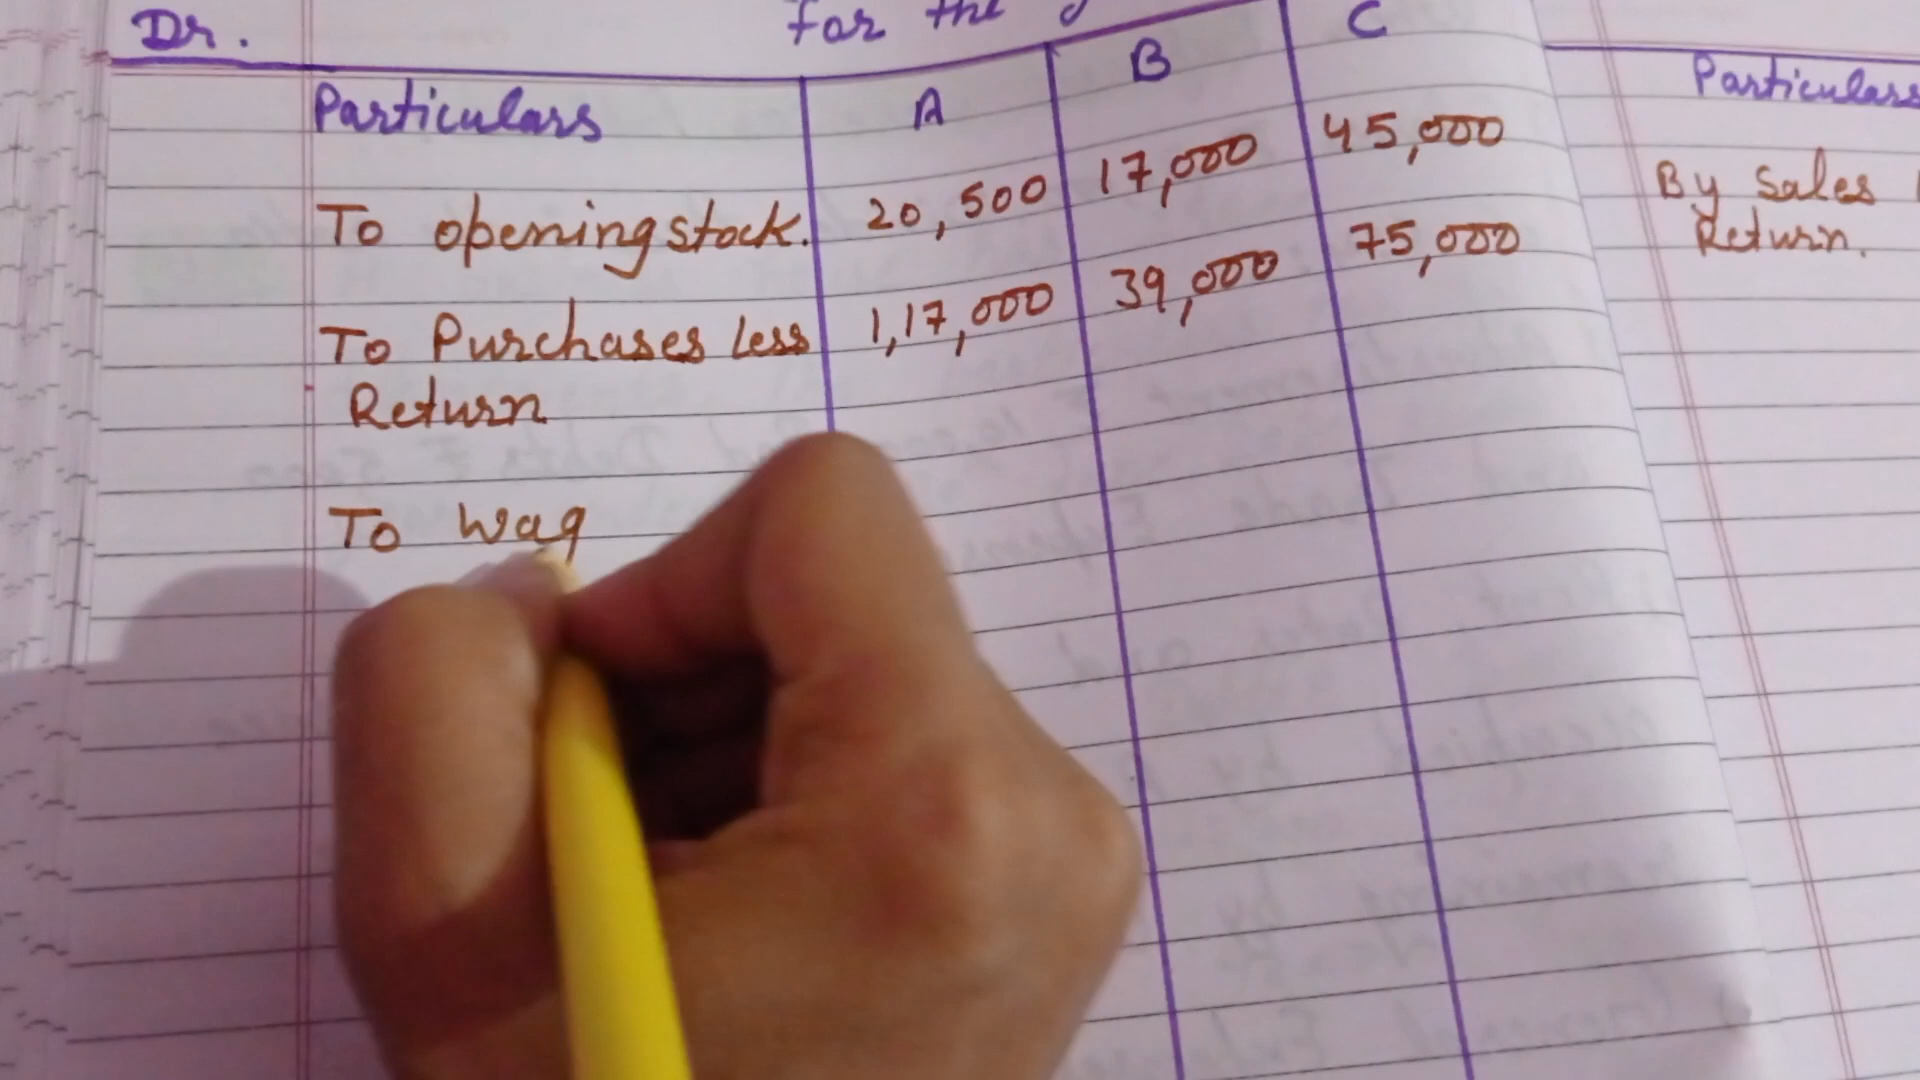 Dr.
for the
Particulars A B C
To opening stock. 20,500 17,000 45,000
To Purchases less 1,17,000 39,000 75,000
Return
To wag
Particulars
By Sales
Return.